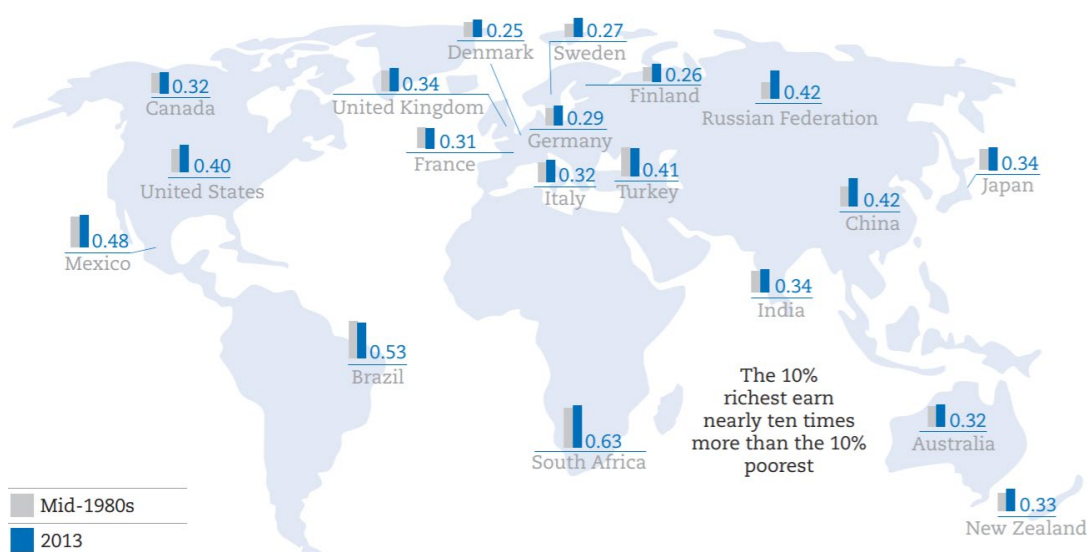 0.25
Denmark
0.27
Sweden
0.32
Canada
0.34
United Kingdom
0.26
Finland
0.42
Russian Federation
0.31
France
0.29
Germany
0.40
United States
0.32
Italy
0.41
Turkey
0.34
Japan
0.42
China
0.48
Mexico
0.34
India
0.53
Brazil
The 10%
richest earn
nearly ten times
more than the 10%
poorest
0.63
South Africa
0.32
Australia
0.33
New Zealand
Mid-1980s
2013